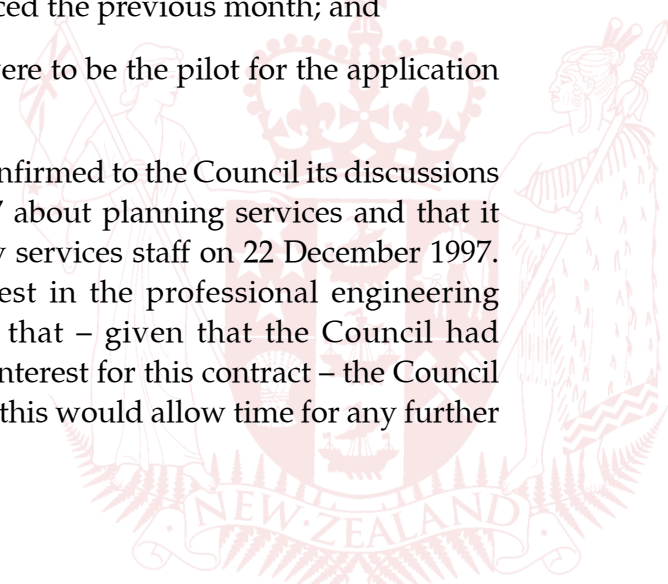 ced the previous month; and
ere to be the pilot for the application
nfirmed to the Council its discussions
about planning services and that it
services staff on 22 December 1997.
est in the professional engineering
that – given that the Council had
nterest for this contract – the Council
this would allow time for any further
NEW·ZEALAND